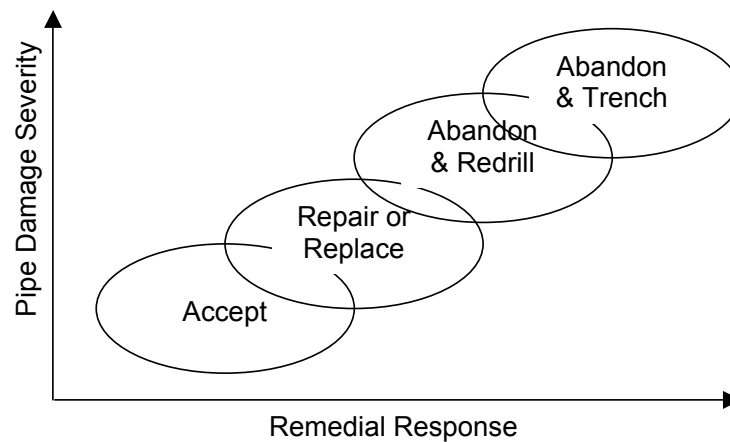 Pipe Damage Severity
Abandon
& Trench
Abandon
& Redrill
Repair or
Replace
Accept
Remedial Response